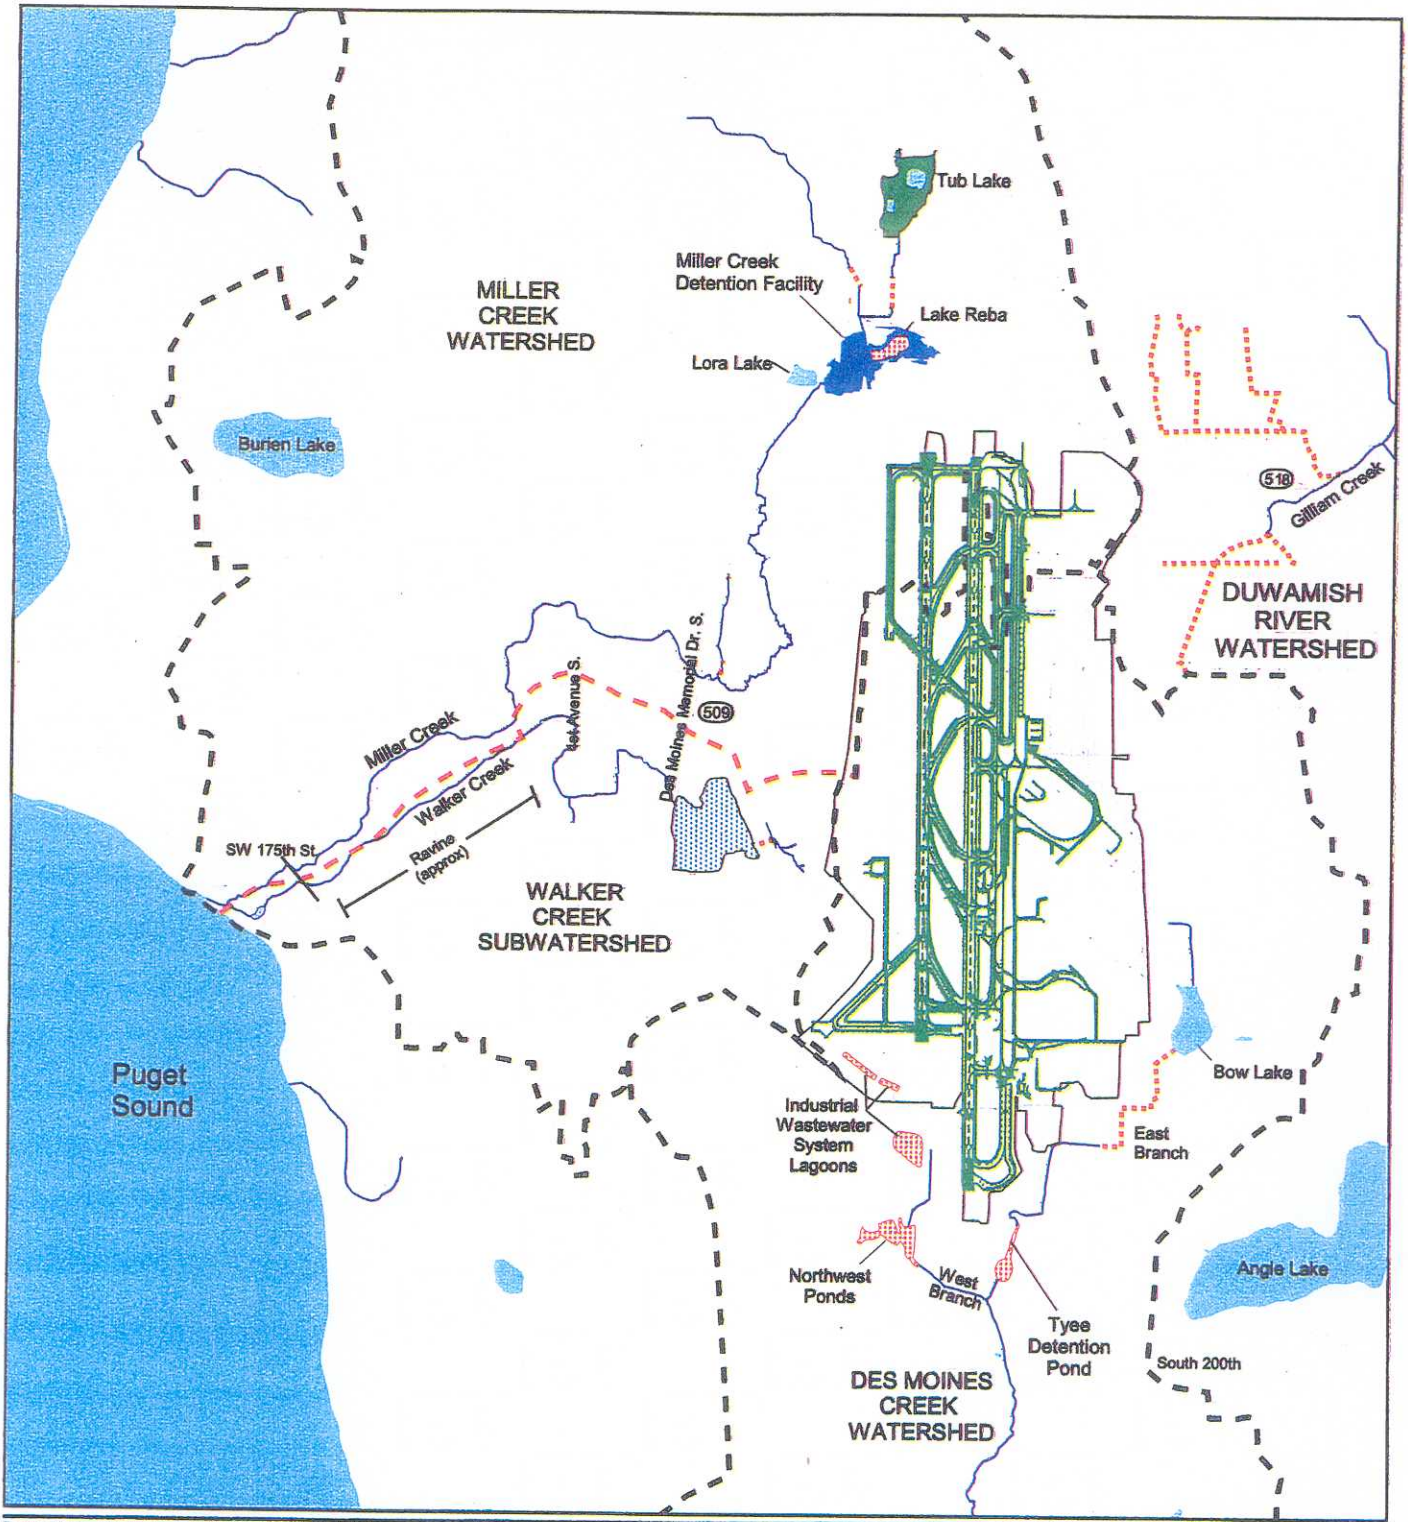 Tub Lake
Miller Creek
Detention Facility
MILLER
CREEK
WATERSHED
Lake Reba
Lora Lake
Burien Lake
518
Gilliam Creek
DUWAMISH
RIVER
WATERSHED
Des Moines Memorial Dr. S.
1st Avenue S.
509
Miller Creek
Walker Creek
SW 175th St.
Ravine
(approx)
WALKER
CREEK
SUBWATERSHED
Puget
Sound
Bow Lake
Industrial
Wastewater
System
Lagoons
East
Branch
Northwest
Ponds
West
Branch
Angle Lake
Tyee
Detention
Pond
South 200th
DES MOINES
CREEK
WATERSHED